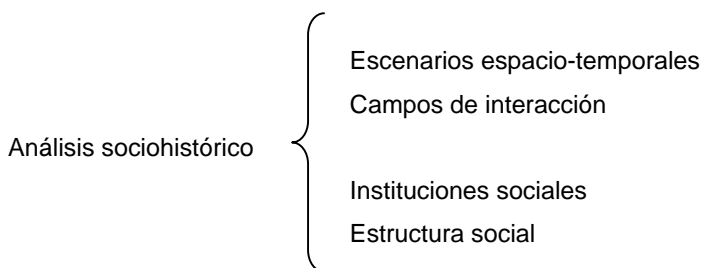 Escenarios espacio-temporales
Campos de interacción
Análisis sociohistórico
Instituciones sociales
Estructura social